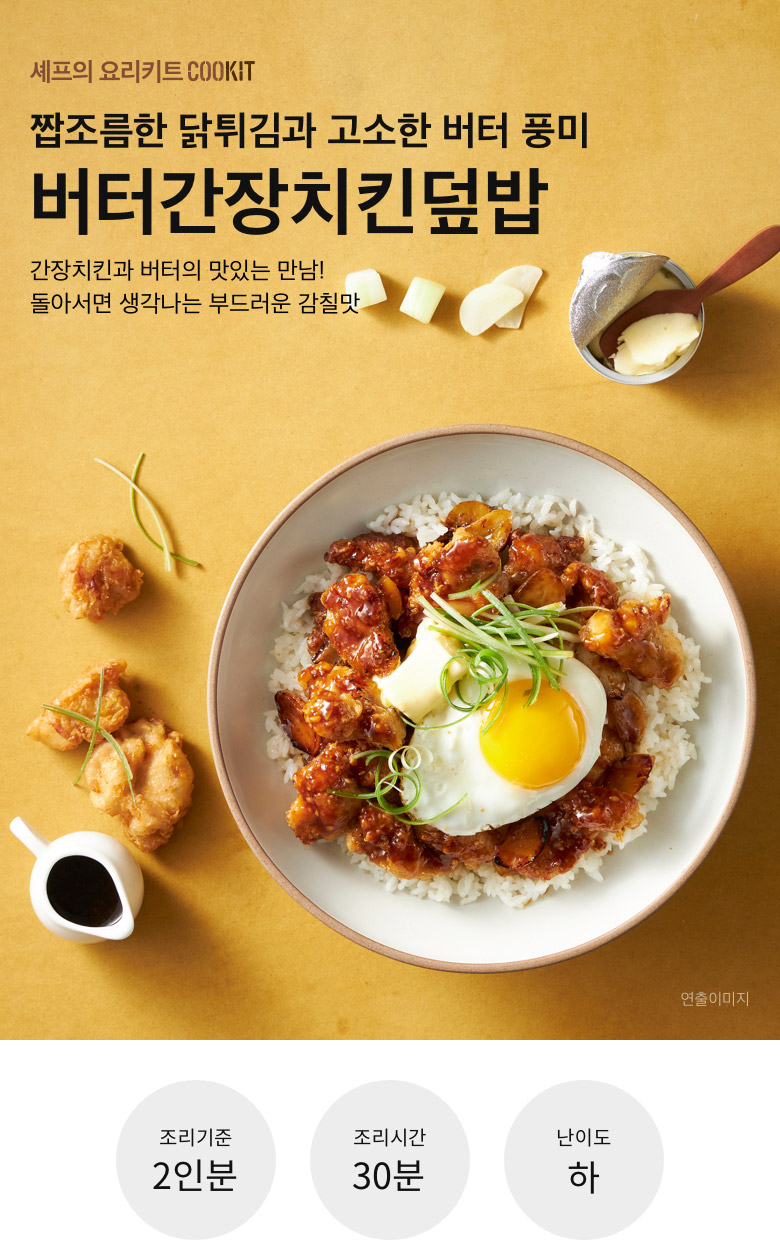 셰프의 요리키트 COOKIT
짭조름한 닭튀김과 고소한 버터 풍미
버터간장치킨덮밥
간장치킨과 버터의 맛있는 만남!
돌아서면 생각나는 부드러운 감칠맛
연출이미지
조리기준
2인분
조리시간
30분
난이도
하